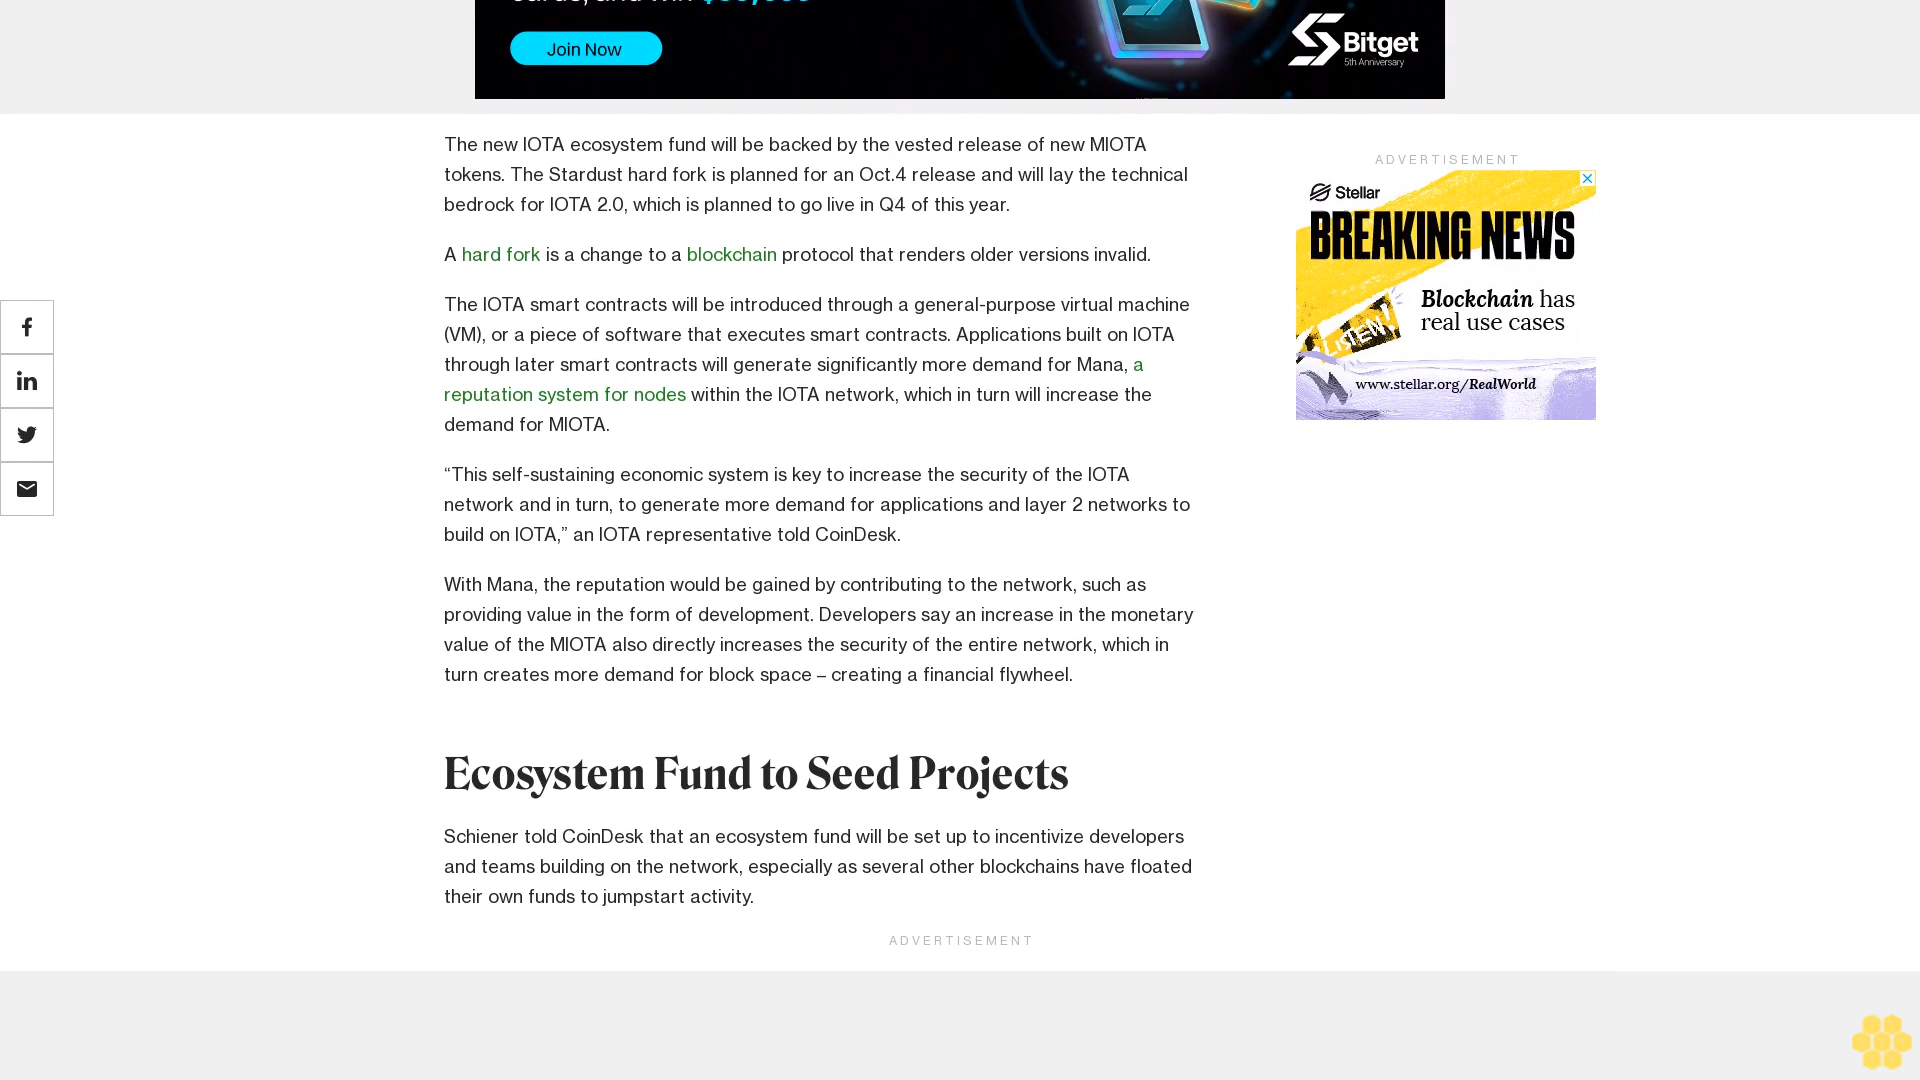 Join Now
Bitget
5th Anniversary
The new IOTA ecosystem fund will be backed by the vested release of new MIOTA
tokens. The Stardust hard fork is planned for an Oct.4 release and will lay the technical
bedrock for IOTA 2.0, which is planned to go live in Q4 of this year.
A hard fork is a change to a blockchain protocol that renders older versions invalid.
The IOTA smart contracts will be introduced through a general-purpose virtual machine
(VM), or a piece of software that executes smart contracts. Applications built on IOTA
through later smart contracts will generate significantly more demand for Mana, a
reputation system for nodes within the IOTA network, which in turn will increase the
demand for MIOTA.
“This self-sustaining economic system is key to increase the security of the IOTA
network and in turn, to generate more demand for applications and layer 2 networks to
build on IOTA,” an IOTA representative told CoinDesk.
With Mana, the reputation would be gained by contributing to the network, such as
providing value in the form of development. Developers say an increase in the monetary
value of the MIOTA also directly increases the security of the entire network, which in
turn creates more demand for block space – creating a financial flywheel.
Ecosystem Fund to Seed Projects
Schiener told CoinDesk that an ecosystem fund will be set up to incentivize developers
and teams building on the network, especially as several other blockchains have floated
their own funds to jumpstart activity.
ADVERTISEMENT
ADVERTISEMENT
Stellar
BREAKING NEWS
Blockchain has
real use cases
LISTEN!
www.stellar.org/RealWorld